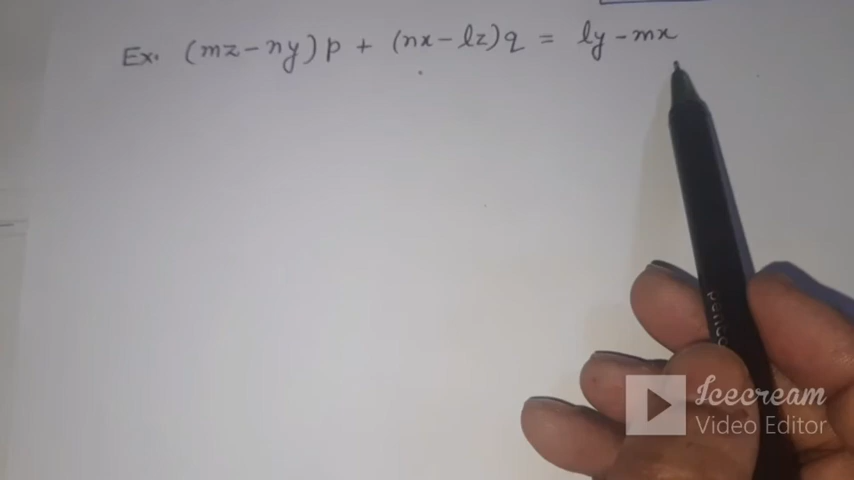 Ex. (mz - ny) p + (nx - lz) q = ly - mx
Icecream
Video Editor